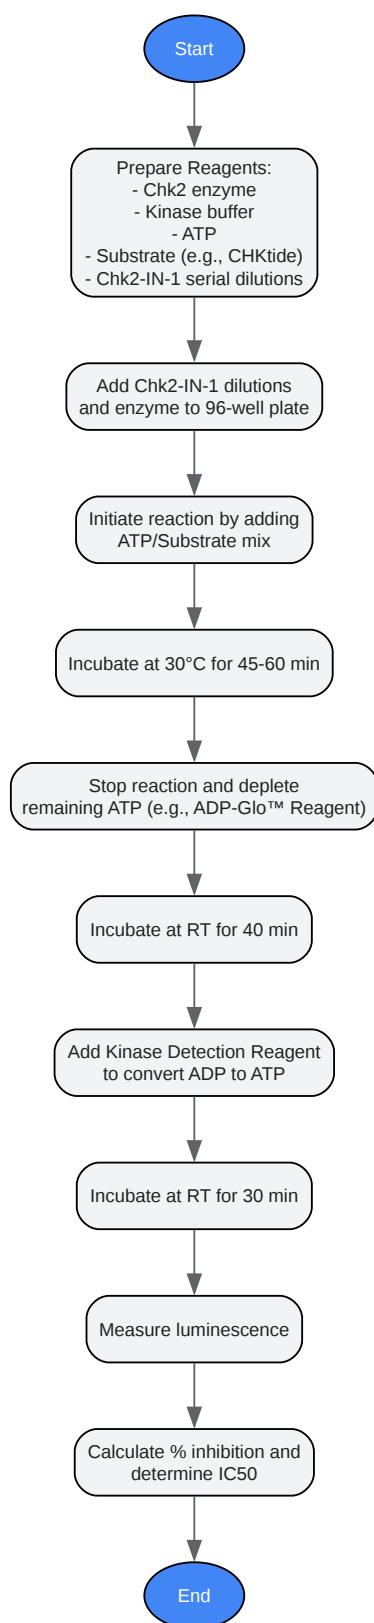 Start
Prepare Reagents:
- Chk2 enzyme
- Kinase buffer
- ATP
- Substrate (e.g., CHKtide)
- Chk2-IN-1 serial dilutions
Add Chk2-IN-1 dilutions
and enzyme to 96-well plate
Initiate reaction by adding
ATP/Substrate mix
Incubate at 30°C for 45-60 min
Stop reaction and deplete
remaining ATP (e.g., ADP-Glo™ Reagent)
Incubate at RT for 40 min
Add Kinase Detection Reagent
to convert ADP to ATP
Incubate at RT for 30 min
Measure luminescence
Calculate % inhibition and
determine IC50
End